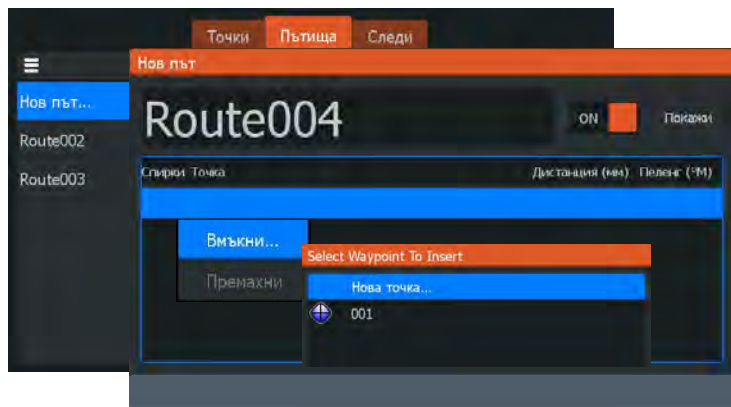 Точки Пътища Следи
Нов път
Нов път...
Route002
Route003
Route004
ON Покажи
Спирки Точка Дистанция (мм) Пеленг (°M)
Вмъкни...
Премахни
Select Waypoint To Insert
Нова точка...
001